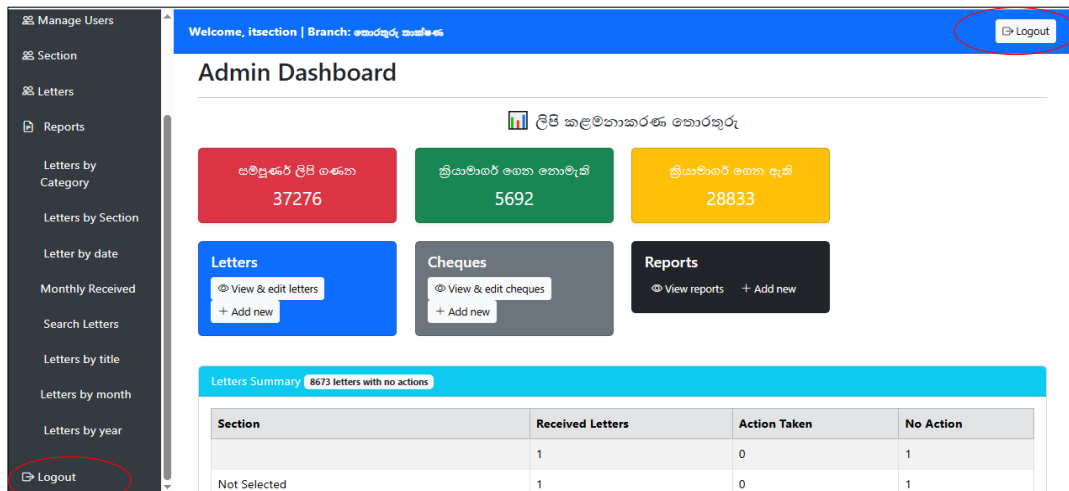 Manage Users
Section
Letters
Reports
Letters by
Category
Letters by Section
Letter by date
Monthly Received
Search Letters
Letters by title
Letters by month
Letters by year
Logout
Welcome, itsection | Branch: තොරතුරු තාක්ෂණ
Logout
Admin Dashboard
ලිපි කළමනාකරණ තොරතුරු
සම්පූර්ණ ලිපි ගණන
37276
ක්‍රියාමාර්ග ගෙන නොමැති
5692
ක්‍රියාමාර්ග ගෙන ඇති
28833
Letters
View & edit letters
+ Add new
Cheques
View & edit cheques
+ Add new
Reports
View reports + Add new
Letters Summary 8673 letters with no actions
Section Received Letters Action Taken No Action
1 0 1
Not Selected 1 0 1